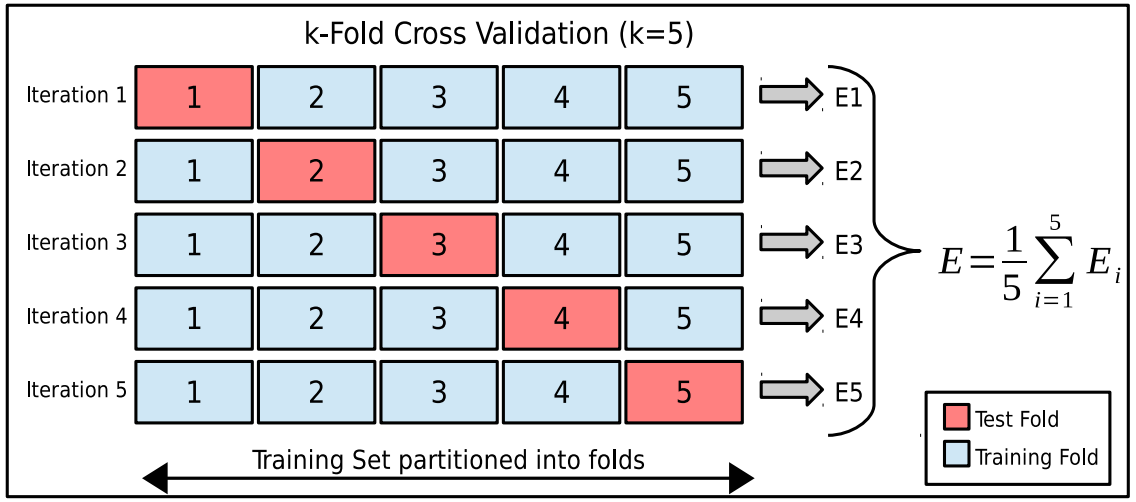 k-Fold Cross Validation (k=5)
Iteration 1 1 2 3 4 5 E1
Iteration 2 1 2 3 4 5 E2
Iteration 3 1 2 3 4 5 E3
Iteration 4 1 2 3 4 5 E4
Iteration 5 1 2 3 4 5 E5
E = 1/5 ∑_{i=1}^{5} E_i
Test Fold
Training Fold
Training Set partitioned into folds